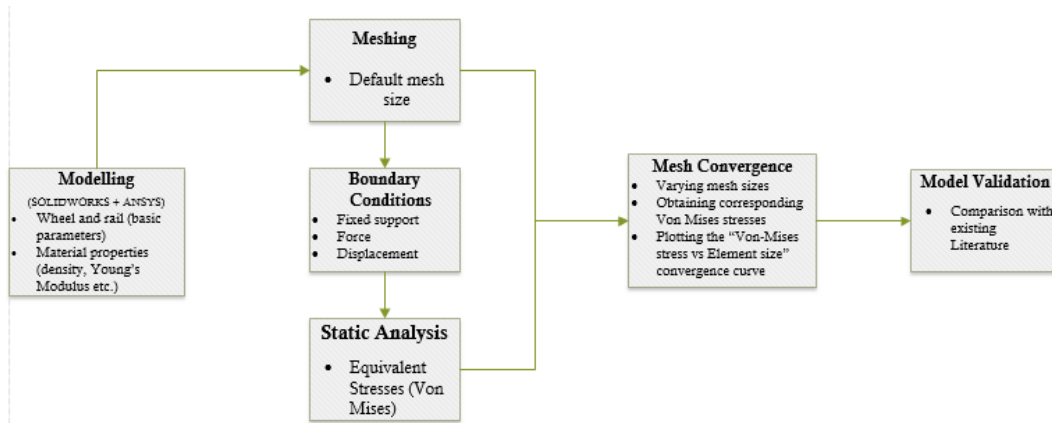 Meshing
• Default mesh
size
Modelling
(SOLIDWORKS + ANSYS)
• Wheel and rail (basic
parameters)
• Material properties
(density, Young's
Modulus etc.)
Boundary
Conditions
• Fixed support
• Force
• Displacement
Static Analysis
• Equivalent
Stresses (Von
Mises)
Mesh Convergence
• Varying mesh sizes
• Obtaining corresponding
Von Mises stresses
• Plotting the “Von-Mises
stress vs Element size”
convergence curve
Model Validation
• Comparison with
existing
Literature